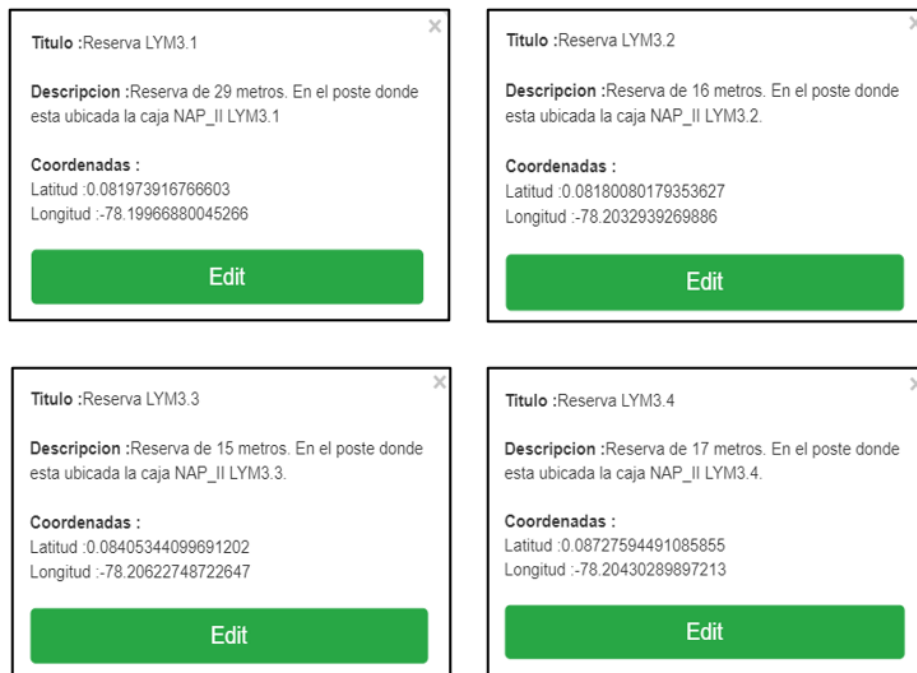 Titulo :Reserva LYM3.1
Descripcion :Reserva de 29 metros. En el poste donde
esta ubicada la caja NAP_II LYM3.1
Coordenadas :
Latitud :0.081973916766603
Longitud :-78.19966880045266
Edit
Titulo :Reserva LYM3.2
Descripcion :Reserva de 16 metros. En el poste donde
esta ubicada la caja NAP_II LYM3.2.
Coordenadas :
Latitud :0.08180080179353627
Longitud :-78.2032939269886
Edit
Titulo :Reserva LYM3.3
Descripcion :Reserva de 15 metros. En el poste donde
esta ubicada la caja NAP_II LYM3.3.
Coordenadas :
Latitud :0.08405344099691202
Longitud :-78.20622748722647
Edit
Titulo :Reserva LYM3.4
Descripcion :Reserva de 17 metros. En el poste donde
esta ubicada la caja NAP_II LYM3.4.
Coordenadas :
Latitud :0.08727594491085855
Longitud :-78.20430289897213
Edit